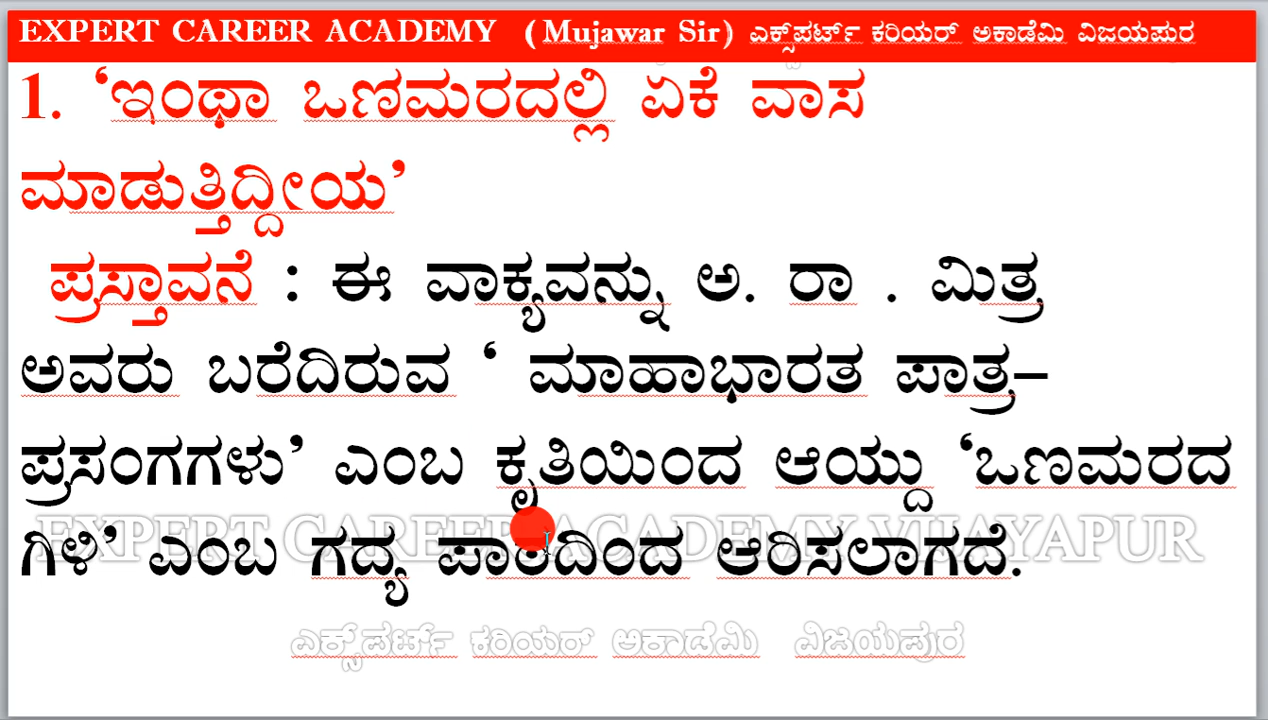 EXPERT CAREER ACADEMY (Mujawar Sir) ಎಕ್ಸ್‌ಪರ್ಟ್ ಕರಿಯರ್ ಅಕಾಡೆಮಿ ವಿಜಯಪುರ
1. ‘ಇಂಥಾ ಒಣಮರದಲ್ಲಿ ಏಕೆ ವಾಸ
ಮಾಡುತ್ತಿದ್ದೀಯ’
ಪ್ರಸ್ತಾವನೆ : ಈ ವಾಕ್ಯವನ್ನು ಅ. ರಾ . ಮಿತ್ರ
ಅವರು ಬರೆದಿರುವ ‘ ಮಾಹಾಭಾರತ ಪಾತ್ರ–
ಪ್ರಸಂಗಗಳು’ ಎಂಬ ಕೃತಿಯಿಂದ ಆಯ್ದು ‘ಒಣಮರದ
ಗಿಳಿ’ ಎಂಬ ಗದ್ಯ ಪಾಠದಿಂದ ಆರಿಸಲಾಗದೆ.
EXPERT CAREER ACADEMY VIJAYAPUR
ಎಕ್ಸ್‌ಪರ್ಟ್ ಕರಿಯರ್ ಅಕಾಡೆಮಿ ವಿಜಯಪುರ